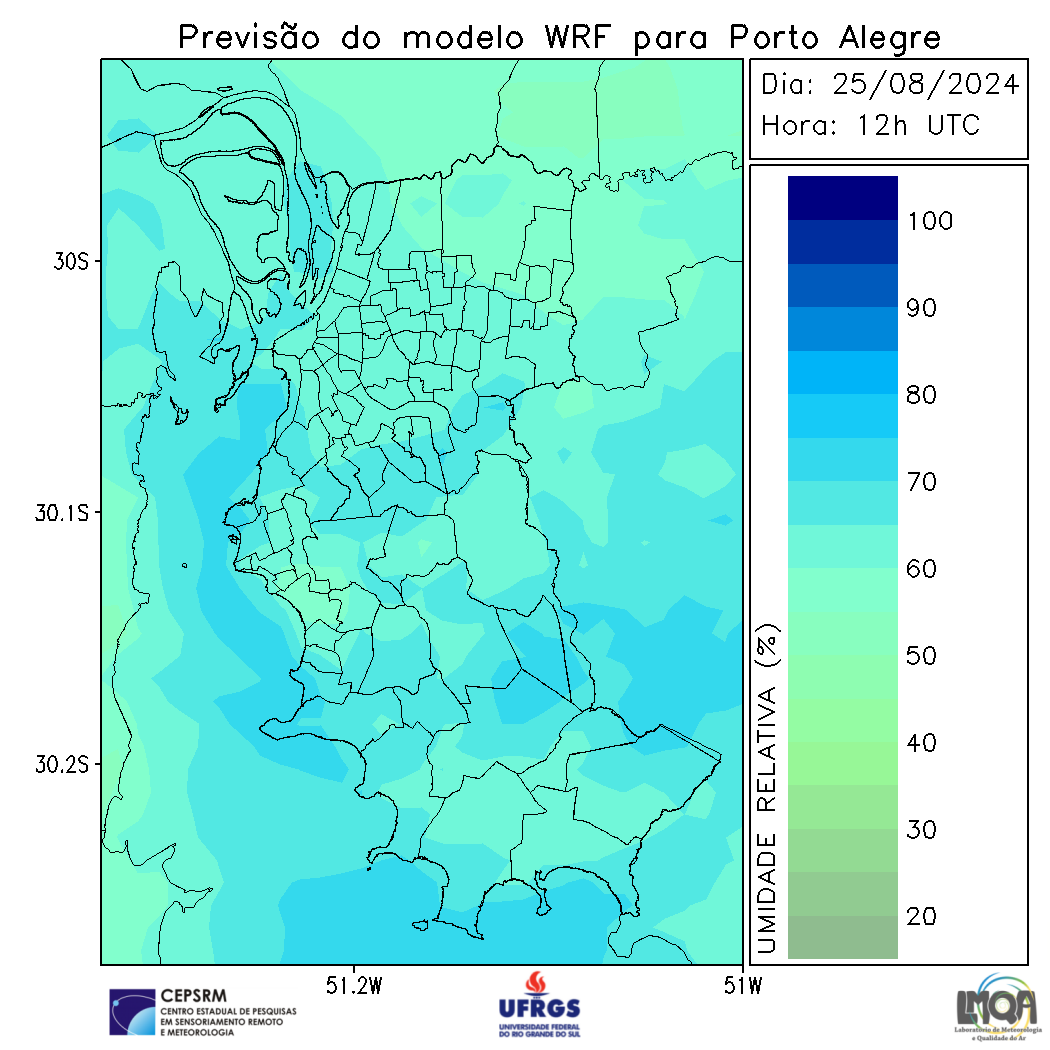 Previsão do modelo WRF para Porto Alegre
Dia: 25/08/2024
Hora: 12h UTC
30S
30.1S
30.2S
51.2W
51W
UMIDADE RELATIVA (%)
100
90
80
70
60
50
40
30
20
CEPSRM
CENTRO ESTADUAL DE PESQUISAS
EM SENSORIAMENTO REMOTO
E METEOROLOGIA
UFRGS
UNIVERSIDADE FEDERAL
DO RIO GRANDE DO SUL
LMQA
Laboratório de Meteorologia
e Qualidade do Ar